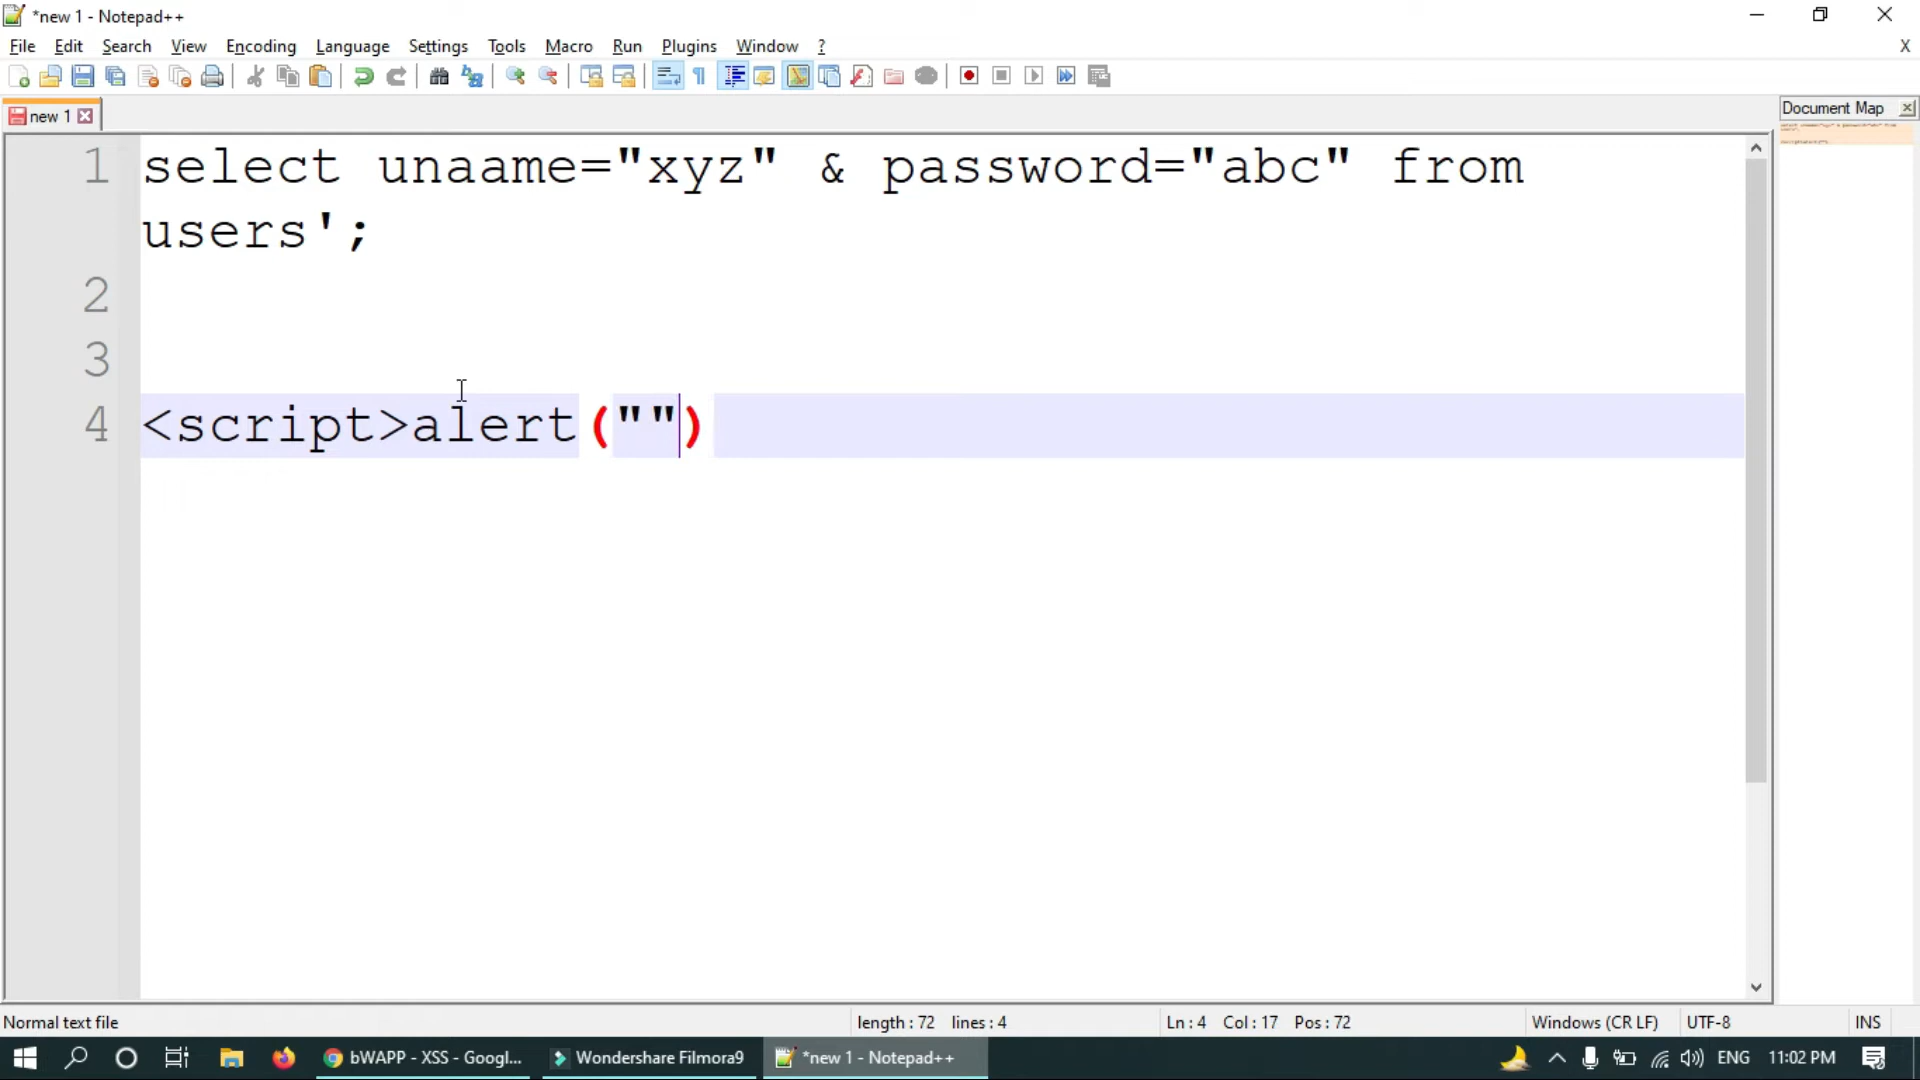 *new 1 - Notepad++
File Edit Search View Encoding Language Settings Tools Macro Run Plugins Window ? X
new 1
Document Map
1 select unaame="xyz" & password="abc" from
users';
2
3
4 <script>alert("")
Normal text file length : 72 lines : 4 Ln : 4 Col : 17 Pos : 72 Windows (CR LF) UTF-8 INS
bWAPP - XSS - Googl... Wondershare Filmora9 *new 1 - Notepad++ ENG 11:02 PM